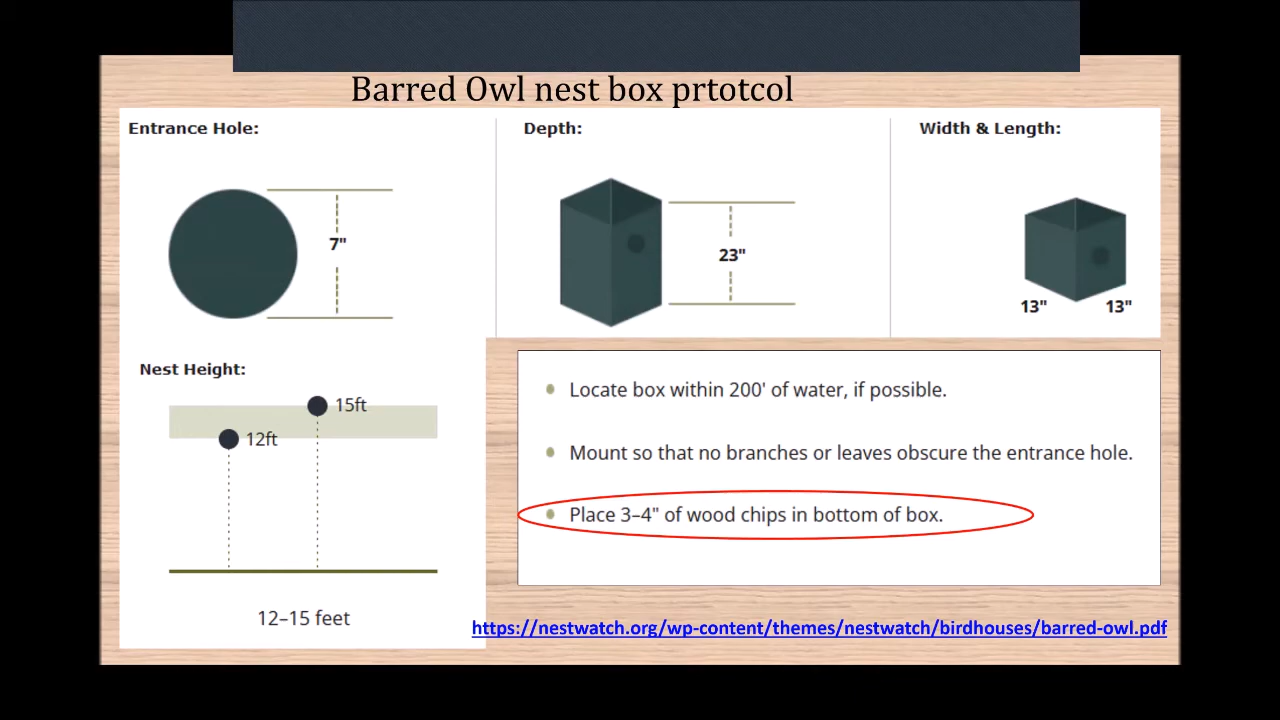 Barred Owl nest box prtotcol
Entrance Hole:
7"
Depth:
23"
Width & Length:
13" 13"
Nest Height:
15ft
12ft
12–15 feet
Locate box within 200' of water, if possible.
Mount so that no branches or leaves obscure the entrance hole.
Place 3–4" of wood chips in bottom of box.
https://nestwatch.org/wp-content/themes/nestwatch/birdhouses/barred-owl.pdf